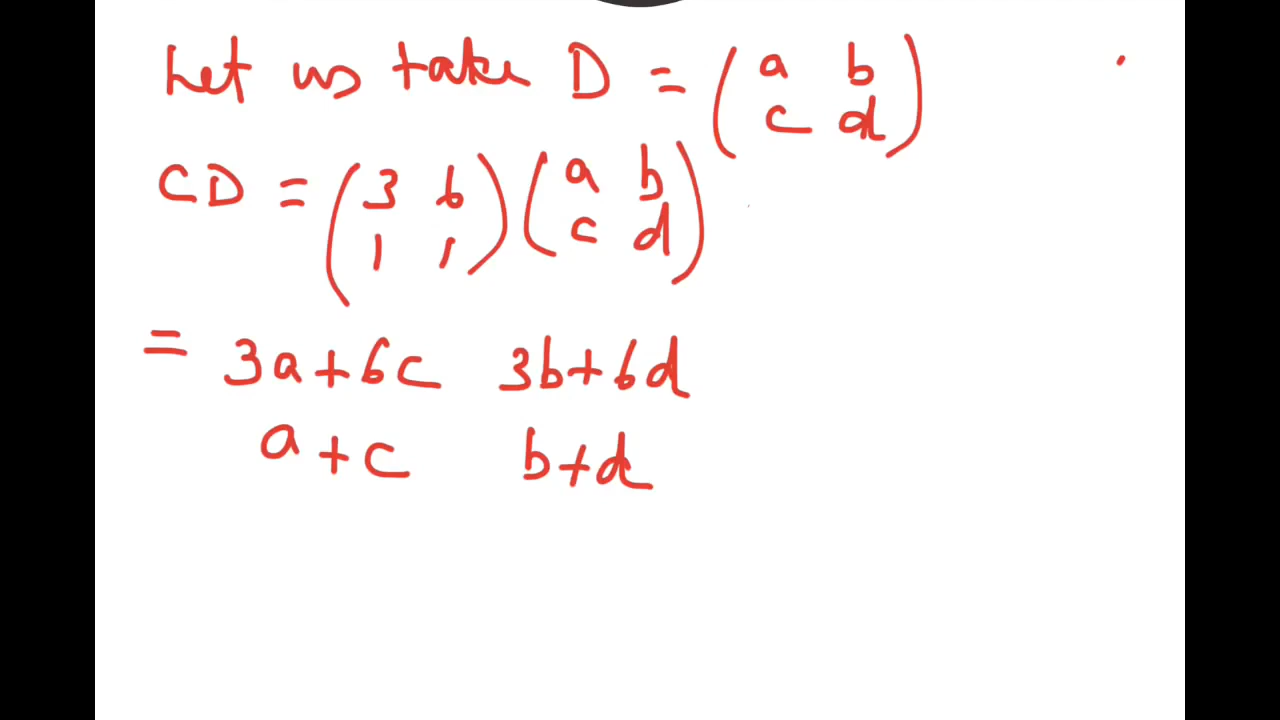 Let us take D = (a b
c d)
CD = (3 6
1 1) (a b
c d)
= 3a+6c 3b+6d
a+c b+d